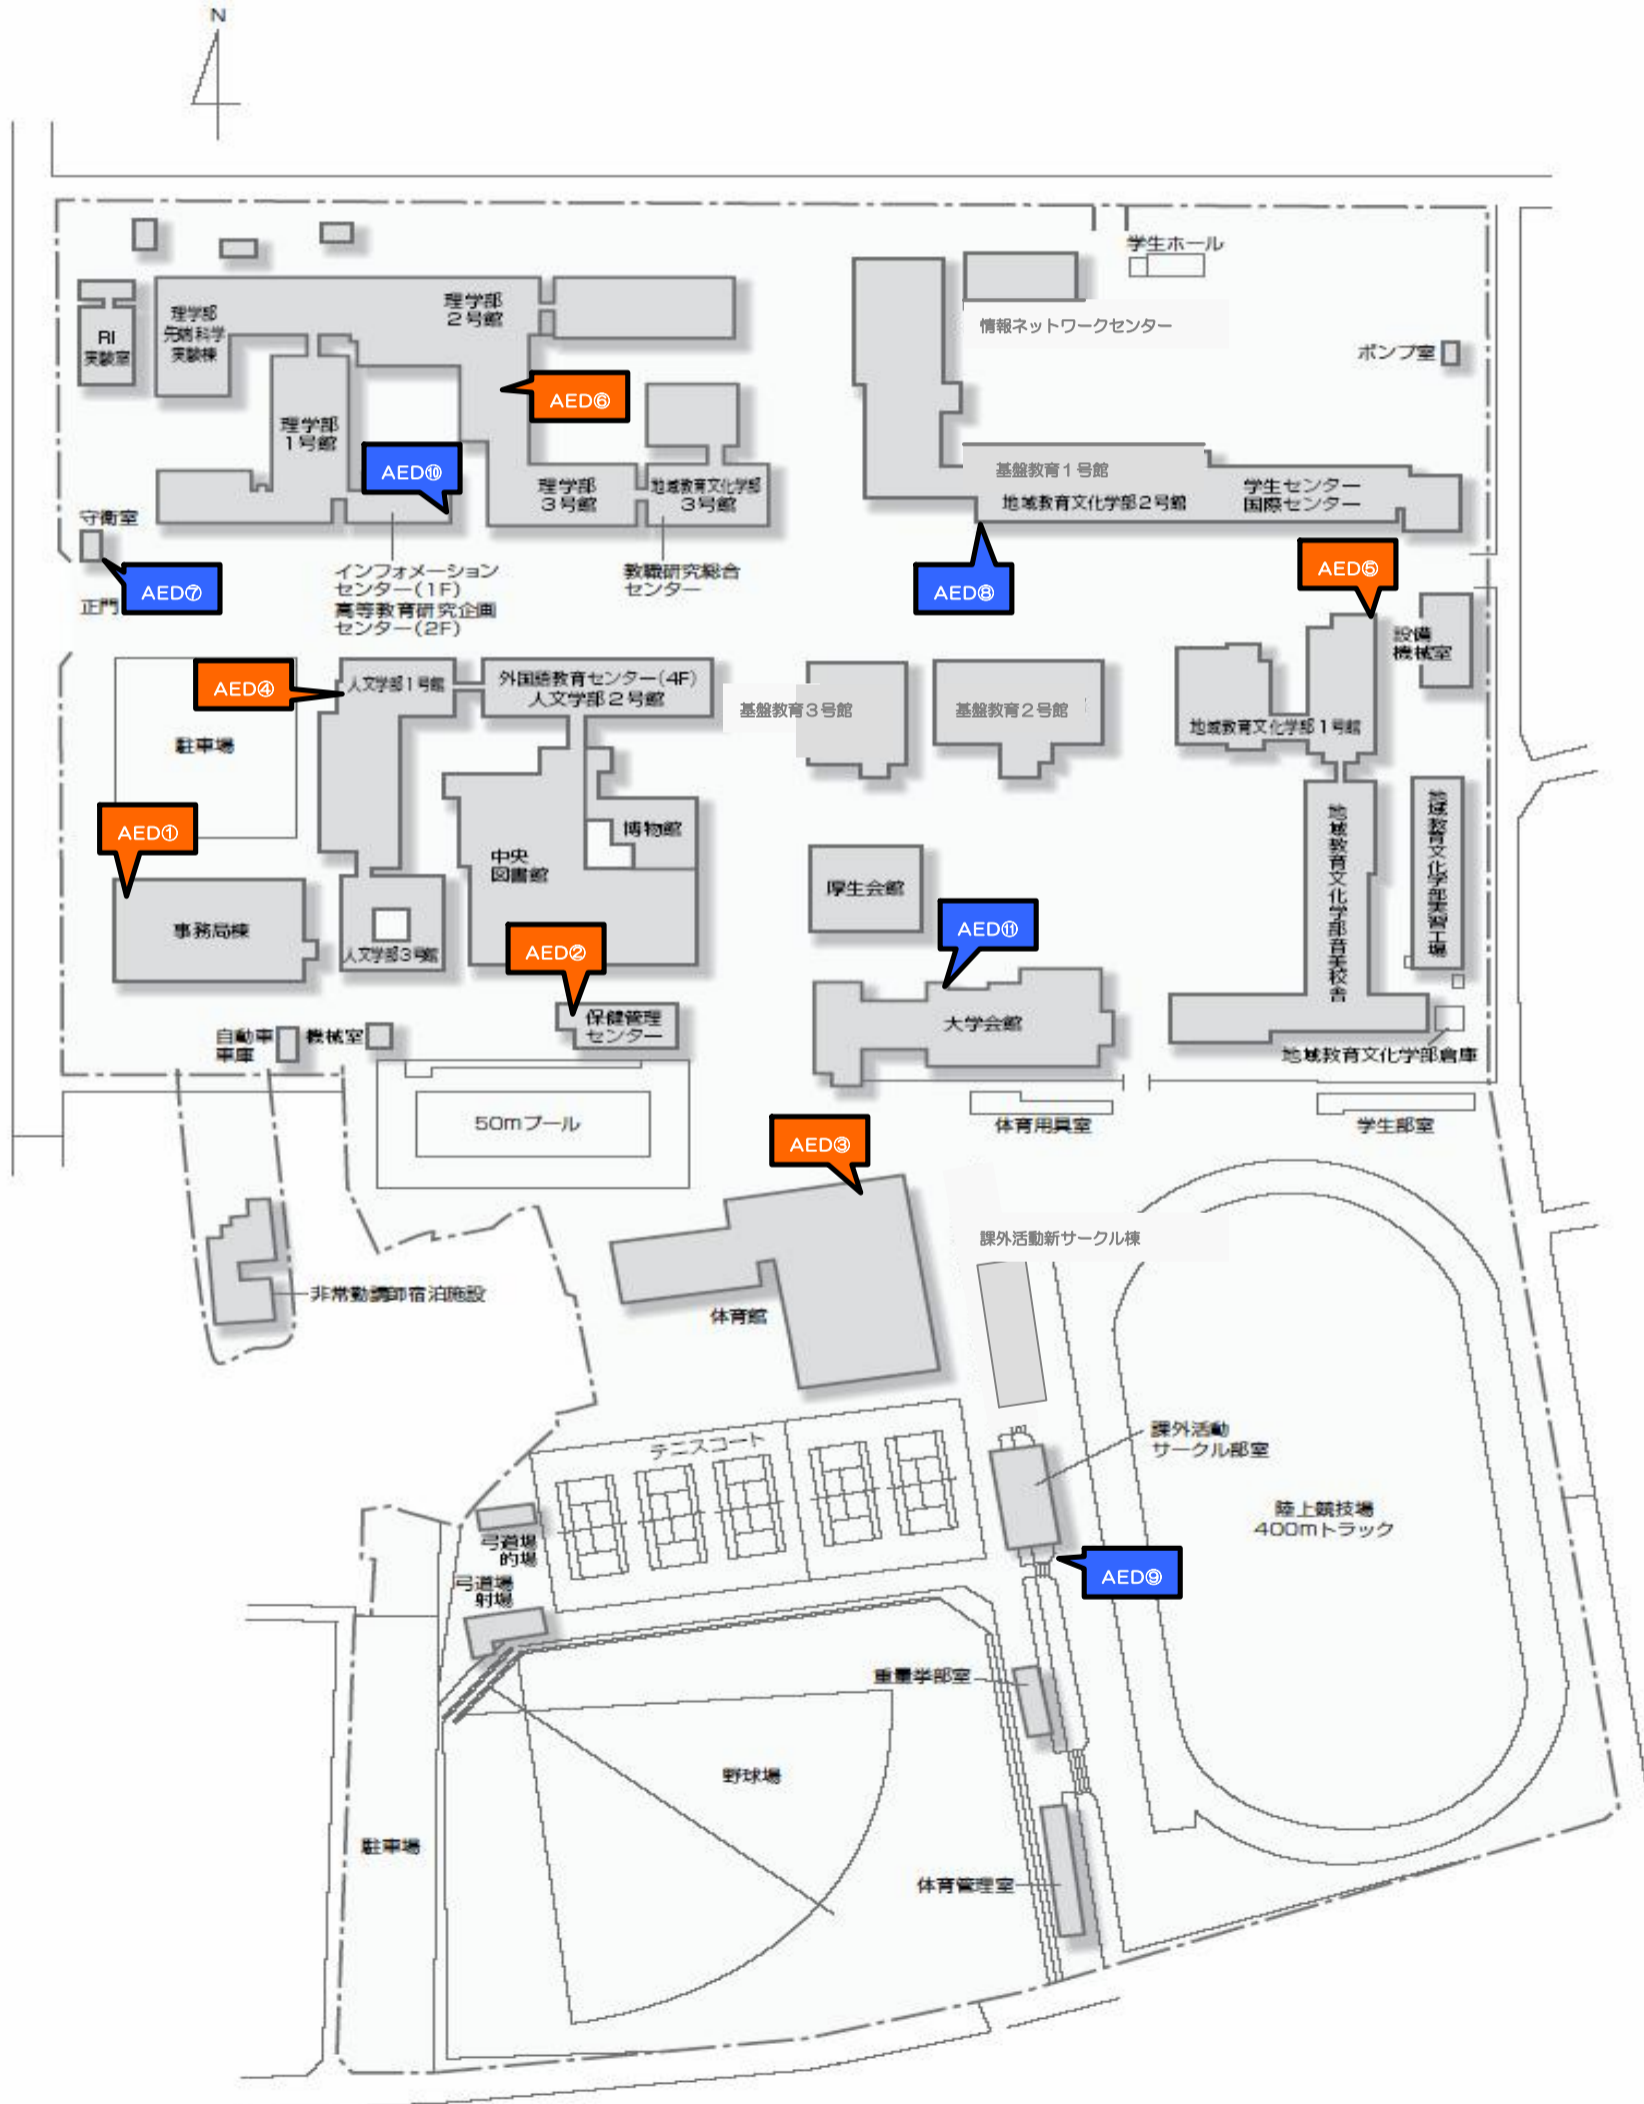 N
学生ホール
理学部
2号館
理学部
先端科学
実験棟
RI
実験室
情報ネットワークセンター
ポンプ室
AED⑥
理学部
1号館
AED⑩
基盤教育1号館
理学部
3号館
地域教育文化学部
3号館
地域教育文化学部2号館
学生センター
国際センター
守衛室
AED⑦
正門
インフォメーション
センター(1F)
高等教育研究企画
センター(2F)
教職研究総合
センター
AED⑧
AED⑤
設備
機械室
AED④
人文学部1号館
外国語教育センター(4F)
人文学部2号館
基盤教育3号館
基盤教育2号館
地域教育文化学部1号館
駐車場
AED①
博物館
中央
図書館
厚生会館
地域教育文化学部音美校舎
地域教育文化学部実習工場
事務局棟
人文学部3号館
AED②
AED⑪
保健管理
センター
大学会館
自動車
車庫
機械室
地域教育文化学部倉庫
50mプール
体育用具室
学生部室
AED③
課外活動新サークル棟
非常勤講師宿泊施設
体育館
テニスコート
課外活動
サークル部室
陸上競技場
400mトラック
弓道場
的場
弓道場
射場
AED⑨
重量挙部室
野球場
駐車場
体育管理室